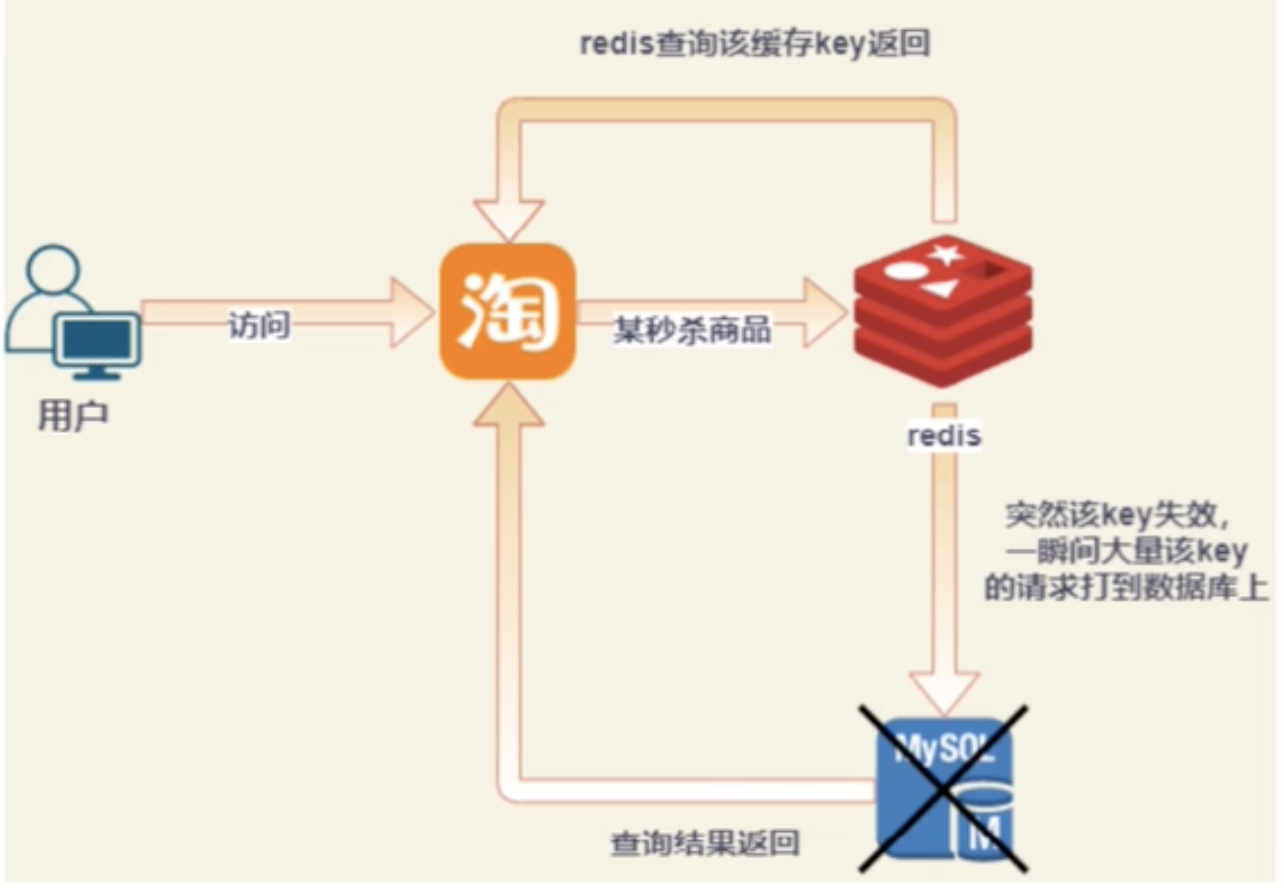 redis查询该缓存key返回
淘
访问
某秒杀商品
用户
redis
突然该key失效，
一瞬间大量该key
的请求打到数据库上
MySQL
M
查询结果返回